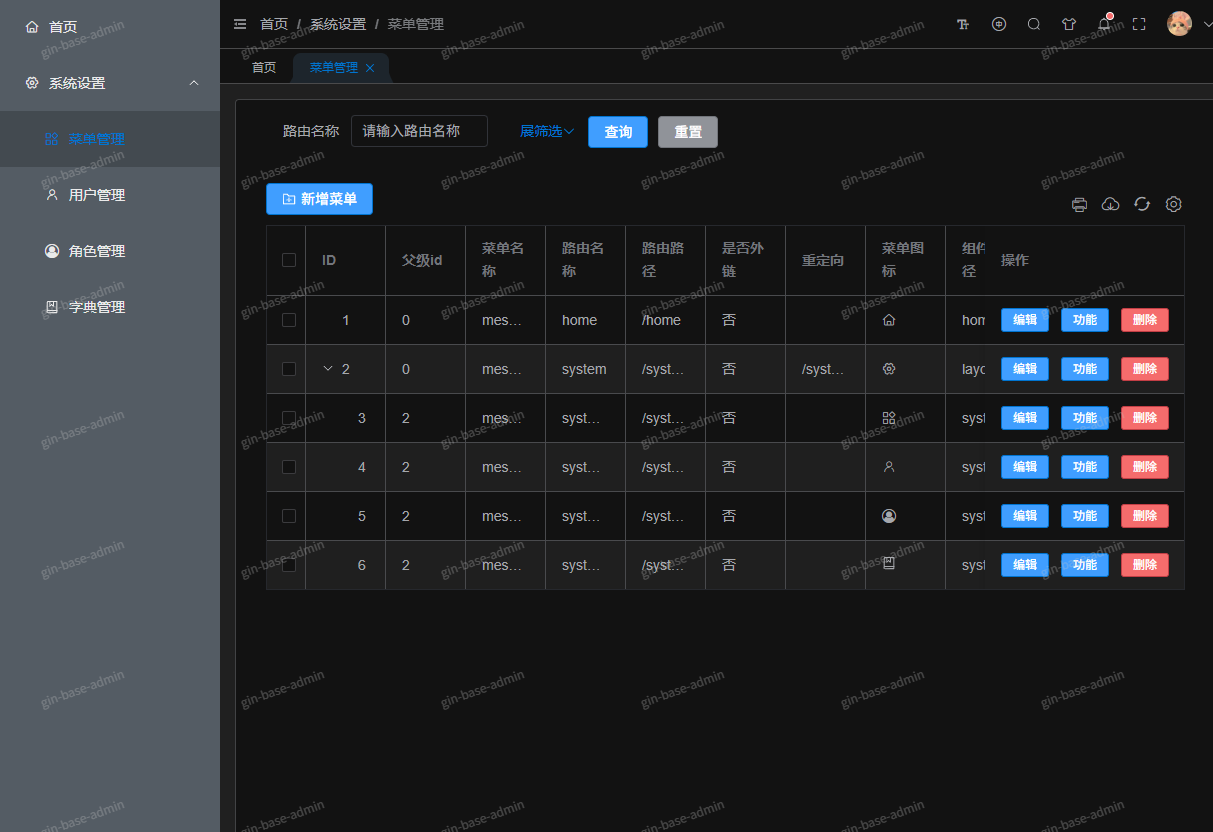 首页
系统设置
菜单管理
用户管理
角色管理
字典管理
首页 / 系统设置 / 菜单管理
首页 菜单管理
路由名称 请输入路由名称 展筛选 查询 重置
新增菜单
ID 父级id 菜单名称 路由名称 路由路径 是否外链 重定向 菜单图标 组件径 操作
1 0 mes... home /home 否 hom 编辑 功能 删除
2 0 mes... system /syst... 否 /syst... layo 编辑 功能 删除
3 2 mes... syst... /syst... 否 syst 编辑 功能 删除
4 2 mes... syst... /syst... 否 syst 编辑 功能 删除
5 2 mes... syst... /syst... 否 syst 编辑 功能 删除
6 2 mes... syst... /syst... 否 syst 编辑 功能 删除
gin-base-admin